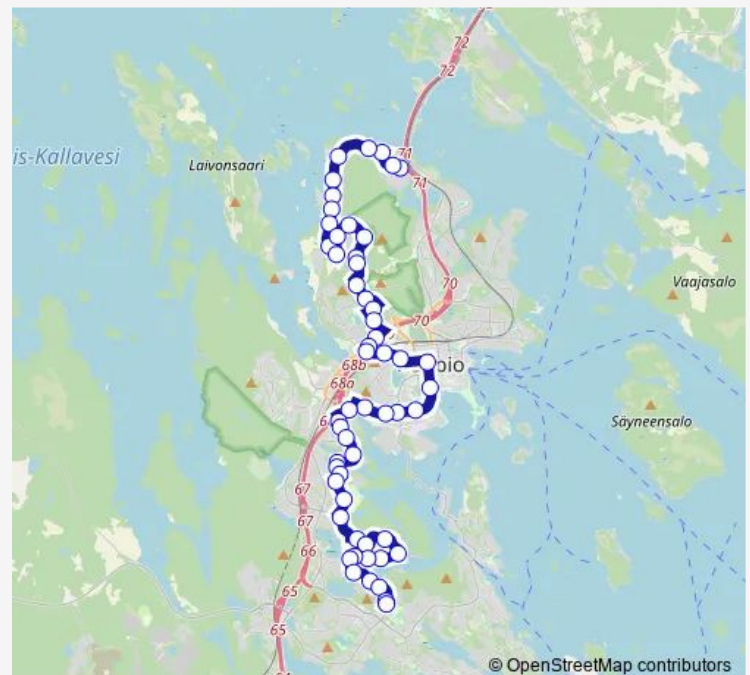 72
72
is-Kallavesi
71
Laivonsaari
71
70
Vaajasalo
70
68b
pio
68a
6
Säyneensalo
67
67
66
65
65
© OpenStreetMap contributors